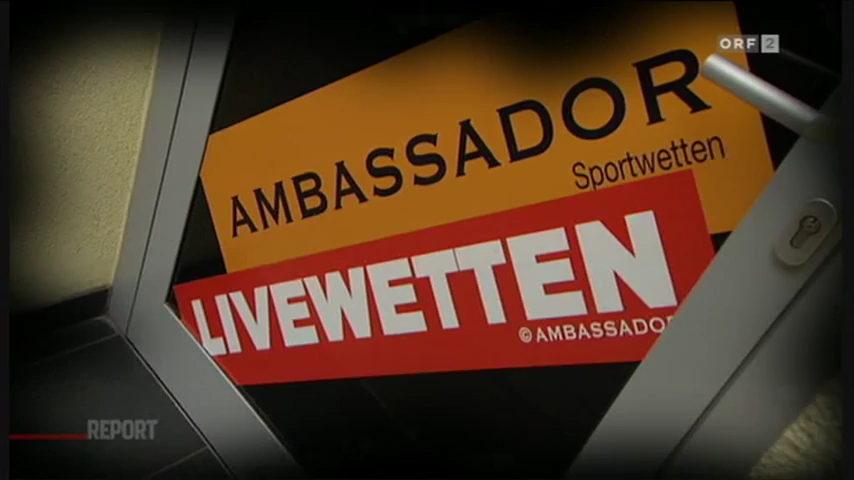 ORF 2
AMBASSADOR
Sportwetten
LIVEWETTEN
©AMBASSADOR
REPORT